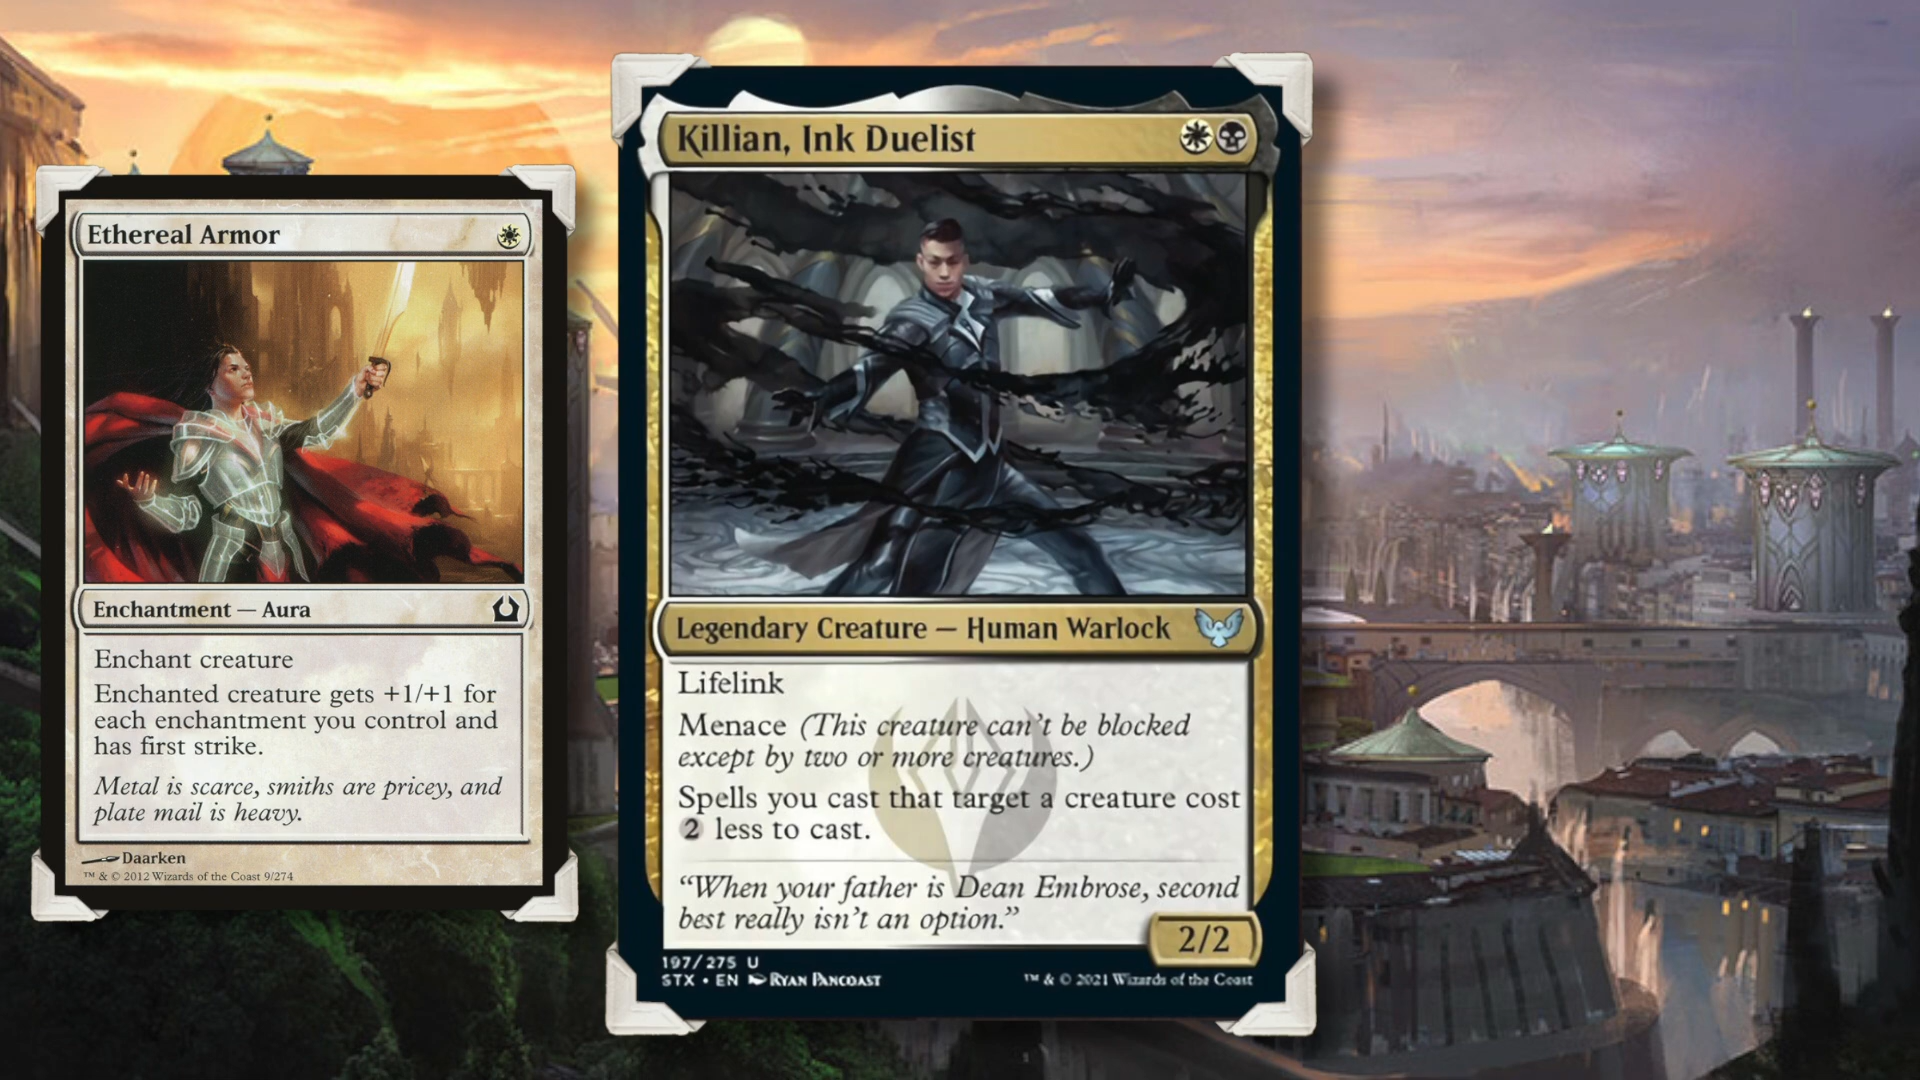 Ethereal Armor
Enchantment — Aura
Enchant creature
Enchanted creature gets +1/+1 for
each enchantment you control and
has first strike.
Metal is scarce, smiths are pricey, and
plate mail is heavy.
Daarken
™ & © 2012 Wizards of the Coast 9/274
Killian, Ink Duelist
Legendary Creature — Human Warlock
Lifelink
Menace (This creature can't be blocked
except by two or more creatures.)
Spells you cast that target a creature cost
2 less to cast.
“When your father is Dean Embrose, second
best really isn't an option.”
2/2
197/275 U
STX • EN Ryan Pancoast
™ & © 2021 Wizards of the Coast